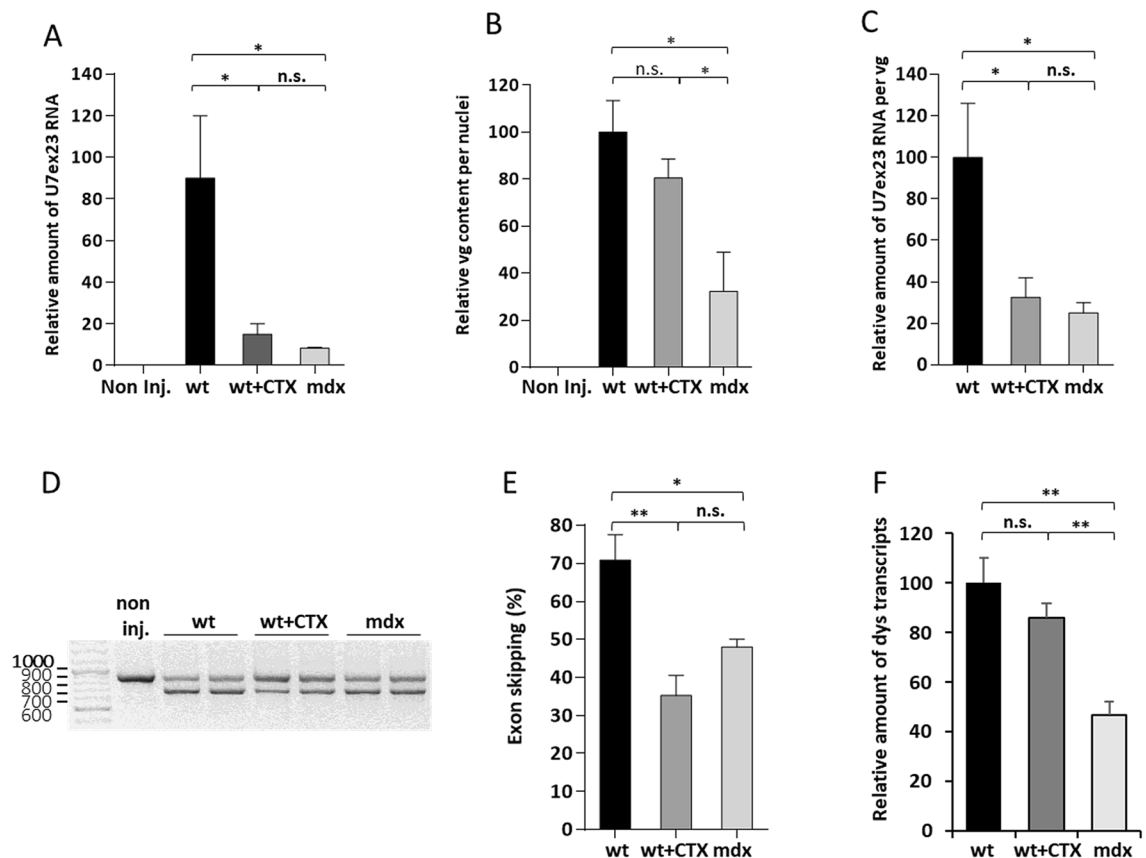 A
Relative amount of U7ex23 RNA
*
*
n.s.
140
120
100
80
60
40
20
0
Non Inj.
wt
wt+CTX
mdx
B
Relative vg content per nuclei
*
n.s.
*
120
100
80
60
40
20
0
Non Inj.
wt
wt+CTX
mdx
C
Relative amount of U7ex23 RNA per vg
*
*
n.s.
140
120
100
80
60
40
20
0
wt
wt+CTX
mdx
D
non
inj.
wt
wt+CTX
mdx
1000
900
800
700
600
E
Exon skipping (%)
*
**
n.s.
80
70
60
50
40
30
20
10
0
wt
wt+CTX
mdx
F
Relative amount of dys transcripts
**
n.s.
**
120
100
80
60
40
20
0
wt
wt+CTX
mdx